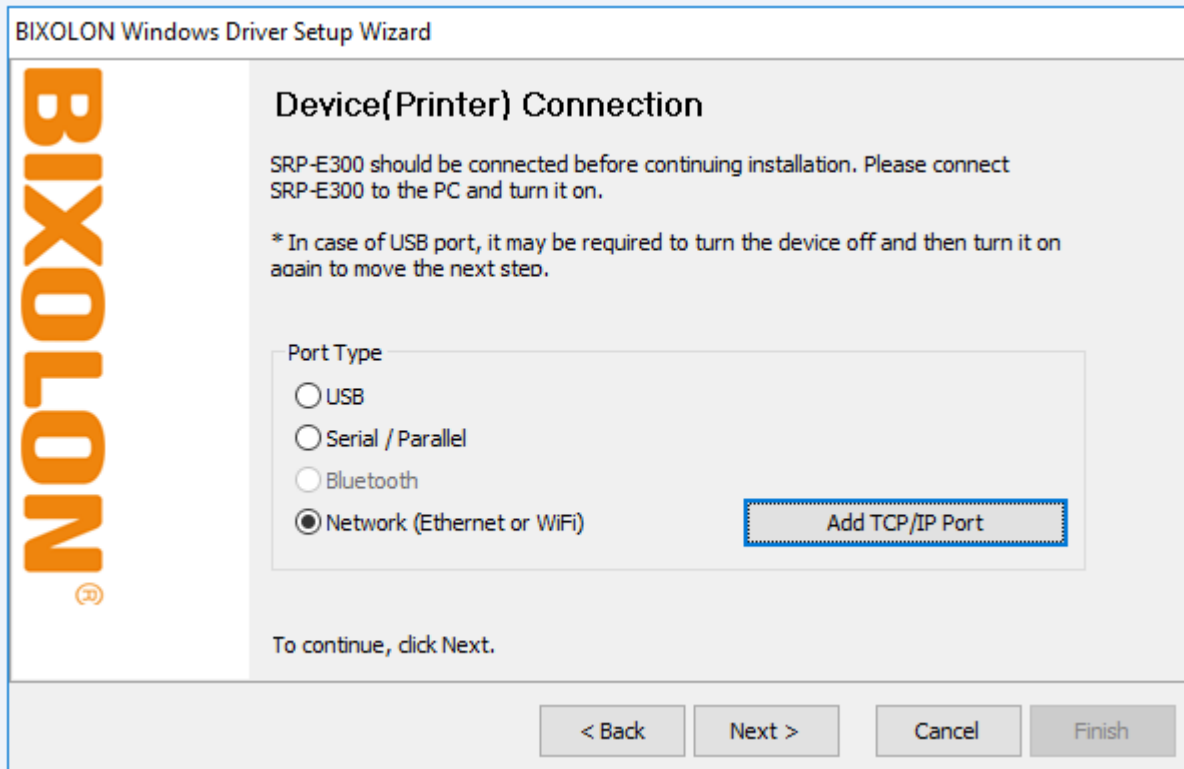 BIXOLON Windows Driver Setup Wizard
BIXOLON®
Device(Printer) Connection
SRP-E300 should be connected before continuing installation. Please connect
SRP-E300 to the PC and turn it on.
* In case of USB port, it may be required to turn the device off and then turn it on
again to move the next step.
Port Type
USB
Serial / Parallel
Bluetooth
Network (Ethernet or WiFi)
Add TCP/IP Port
To continue, click Next.
< Back
Next >
Cancel
Finish